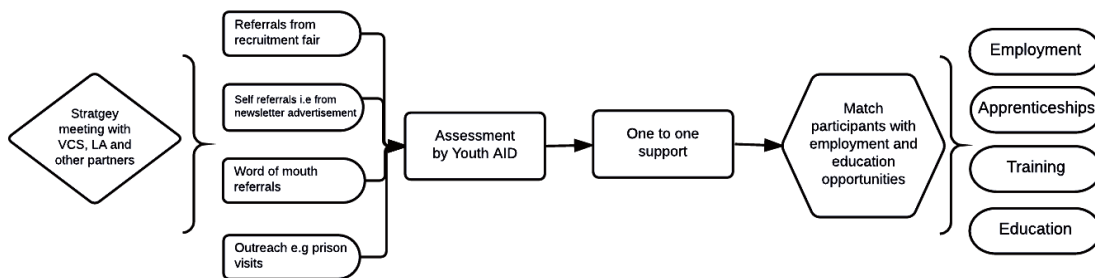 Stratgey
meeting with
VCS, LA and
other partners
Referrals from
recruitment fair
Self referrals i.e from
newsletter advertisement
Word of mouth
referrals
Outreach e.g prison
visits
Assessment
by Youth AID
One to one
support
Match
participants with
employment and
education
opportunities
Employment
Apprenticeships
Training
Education